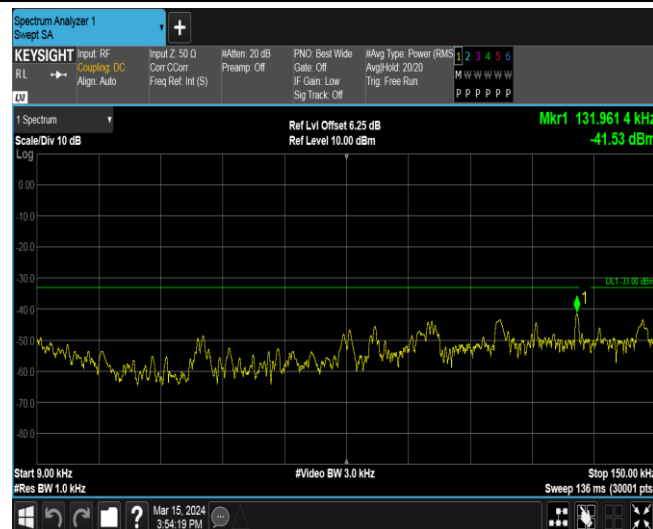 Spectrum Analyzer 1
Swept SA
+
KEYSIGHT Input: RF Input Z: 50 Ω #Atten: 20 dB PNO: Best Wide #Avg Type: Power (RMS 1 2 3 4 5 6
RL Coupling: DC Corr CCorr Preamp: Off Gate: Off Avg|Hold: 20/20 M W W W W W
Align: Auto Freq Ref: Int (S) IF Gain: Low Trig: Free Run
Sig Track: Off P P P P P P
LXI
1 Spectrum Ref Lvl Offset 6.25 dB Mkr1 131.961 4 kHz
Scale/Div 10 dB Ref Level 10.00 dBm -41.53 dBm
Log
0.00
-10.0
-20.0
-30.0 DL1 -33.00 dBm
1
-40.0
-50.0
-60.0
-70.0
-80.0
Start 9.00 kHz #Video BW 3.0 kHz Stop 150.00 kHz
#Res BW 1.0 kHz Sweep 136 ms (30001 pts
? Mar 15, 2024
3:54:19 PM